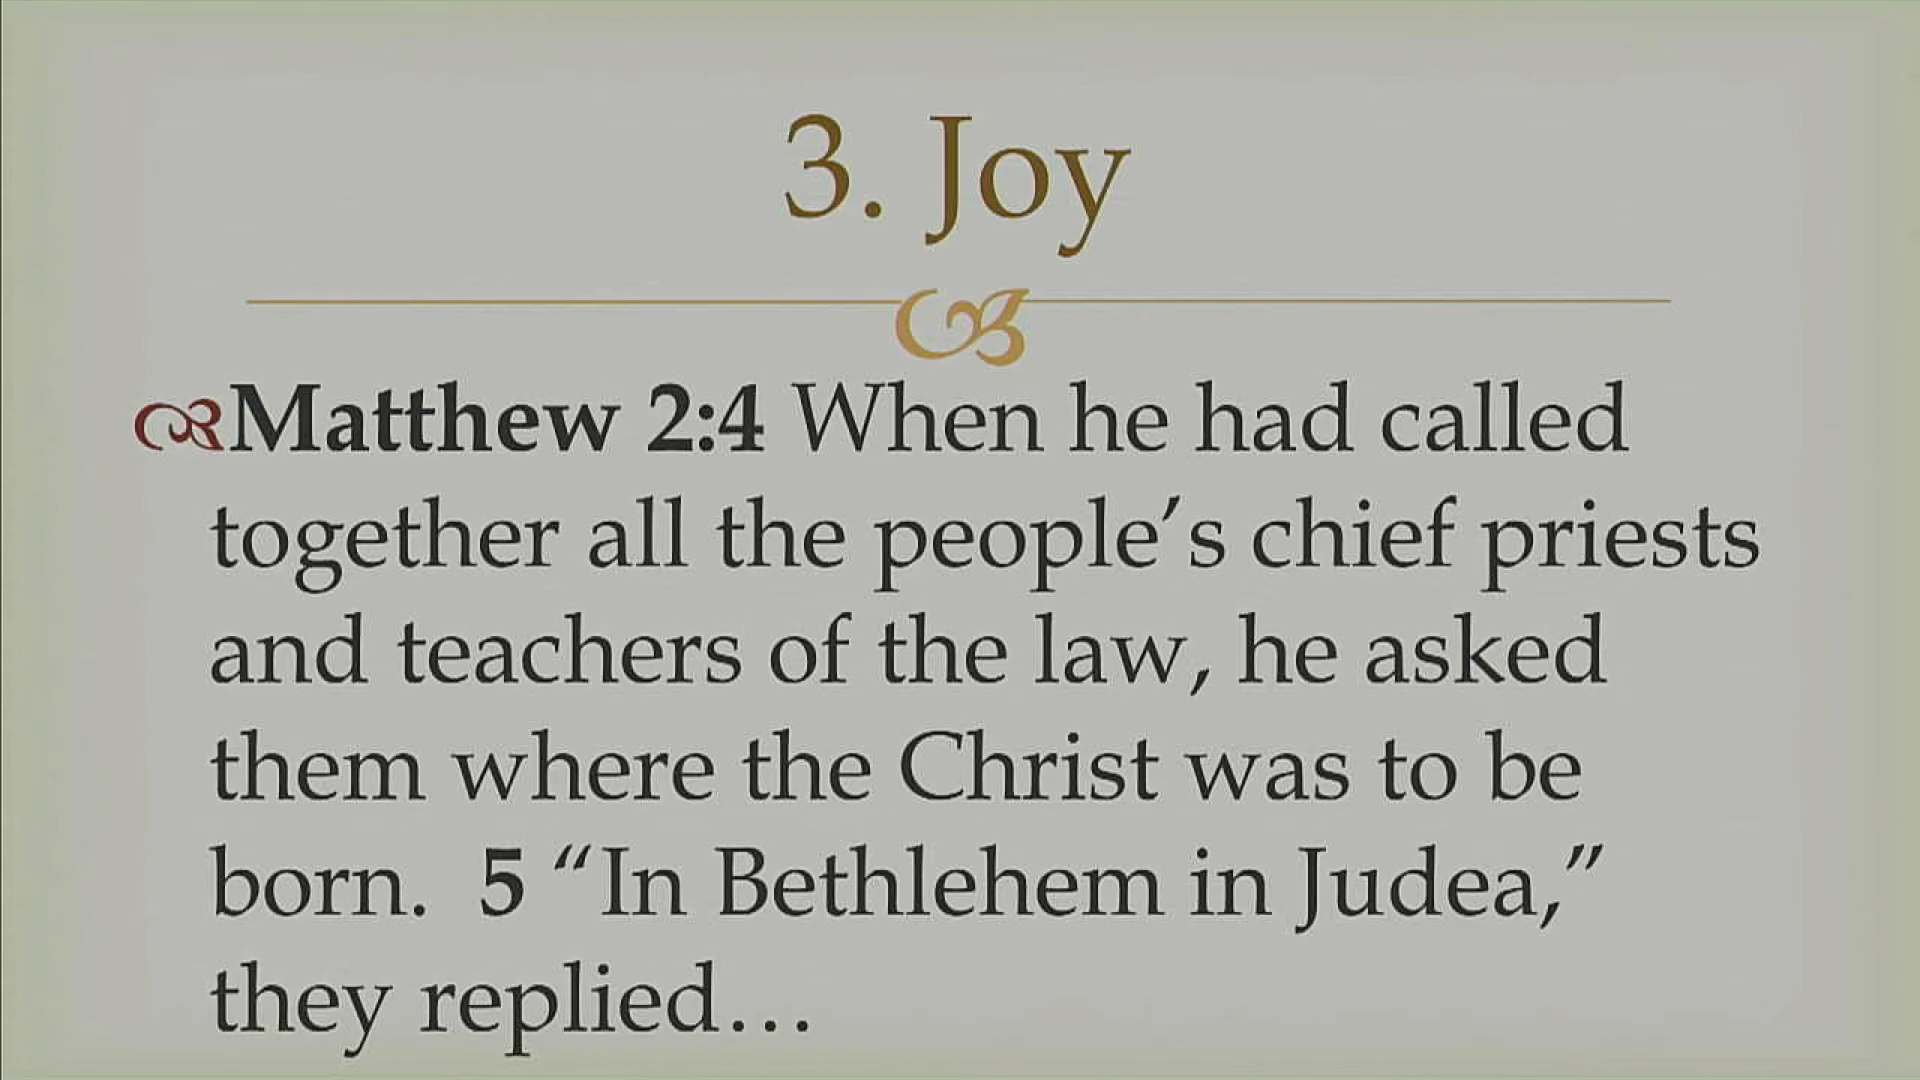 3. Joy
Matthew 2:4 When he had called
together all the people’s chief priests
and teachers of the law, he asked
them where the Christ was to be
born.  5 “In Bethlehem in Judea,”
they replied…